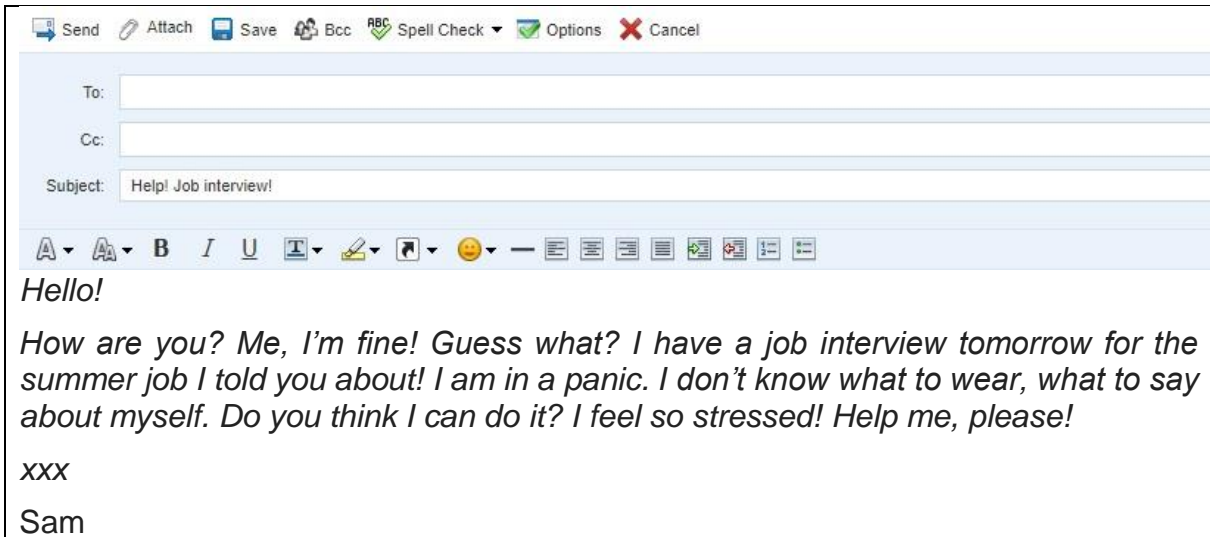 Send Attach Save Bcc ABC Spell Check Options Cancel
To:
Cc:
Subject: Help! Job interview!
A A B I U T
Hello!
How are you? Me, I'm fine! Guess what? I have a job interview tomorrow for the
summer job I told you about! I am in a panic. I don't know what to wear, what to say
about myself. Do you think I can do it? I feel so stressed! Help me, please!
xxx
Sam